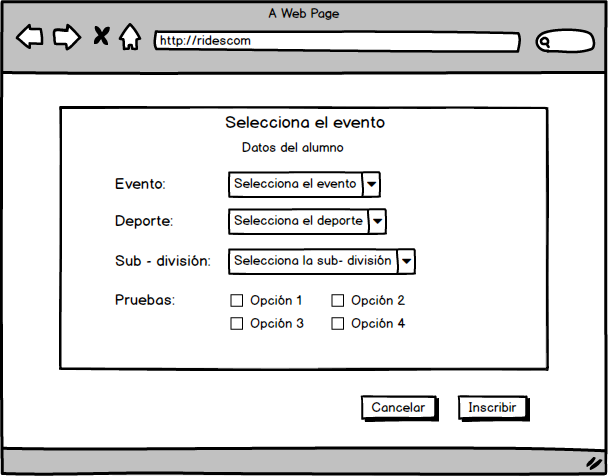 A Web Page
http://ridescom
Selecciona el evento
Datos del alumno
Evento: Selecciona el evento
Deporte: Selecciona el deporte
Sub - división: Selecciona la sub- división
Pruebas: Opción 1 Opción 2
Opción 3 Opción 4
Cancelar Inscribir